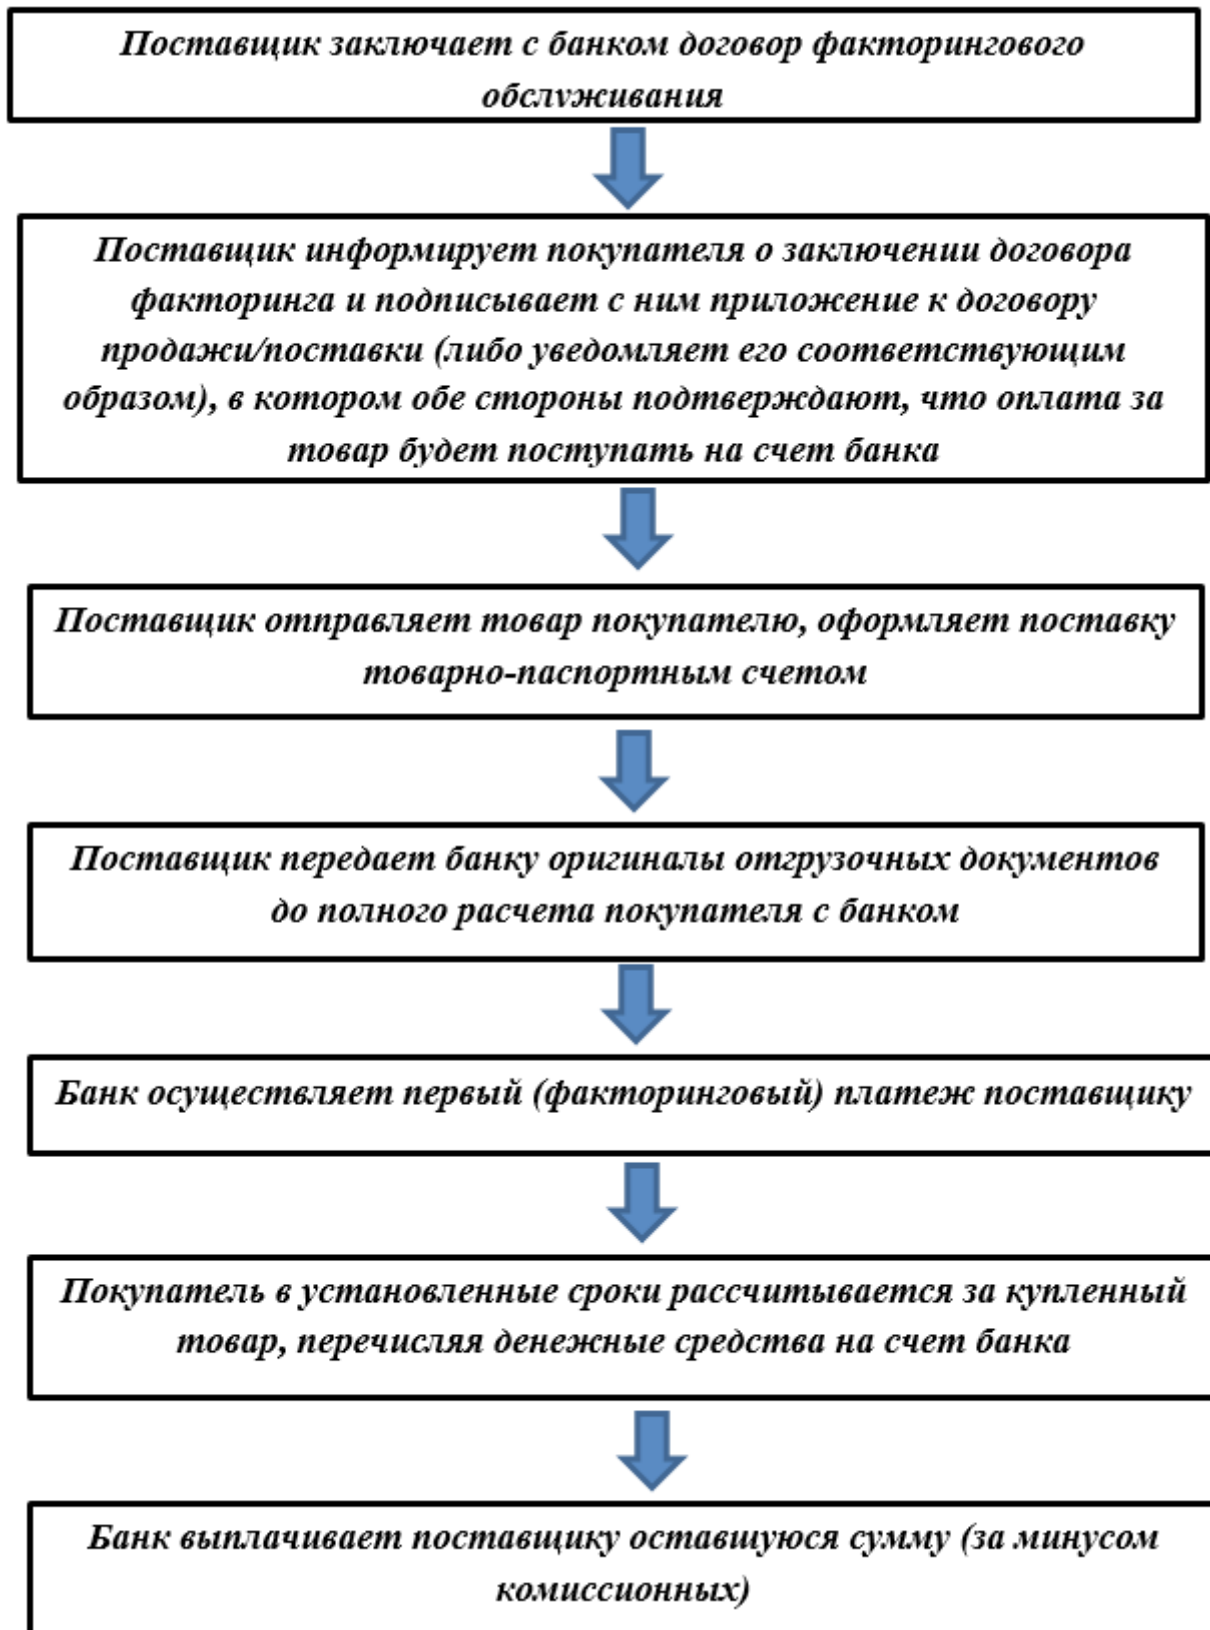 Поставщик заключает с банком договор факторингового
обслуживания
Поставщик информирует покупателя о заключении договора
факторинга и подписывает с ним приложение к договору
продажи/поставки (либо уведомляет его соответствующим
образом), в котором обе стороны подтверждают, что оплата за
товар будет поступать на счет банка
Поставщик отправляет товар покупателю, оформляет поставку
товарно-паспортным счетом
Поставщик передает банку оригиналы отгрузочных документов
до полного расчета покупателя с банком
Банк осуществляет первый (факторинговый) платеж поставщику
Покупатель в установленные сроки рассчитывается за купленный
товар, перечисляя денежные средства на счет банка
Банк выплачивает поставщику оставшуюся сумму (за минусом
комиссионных)